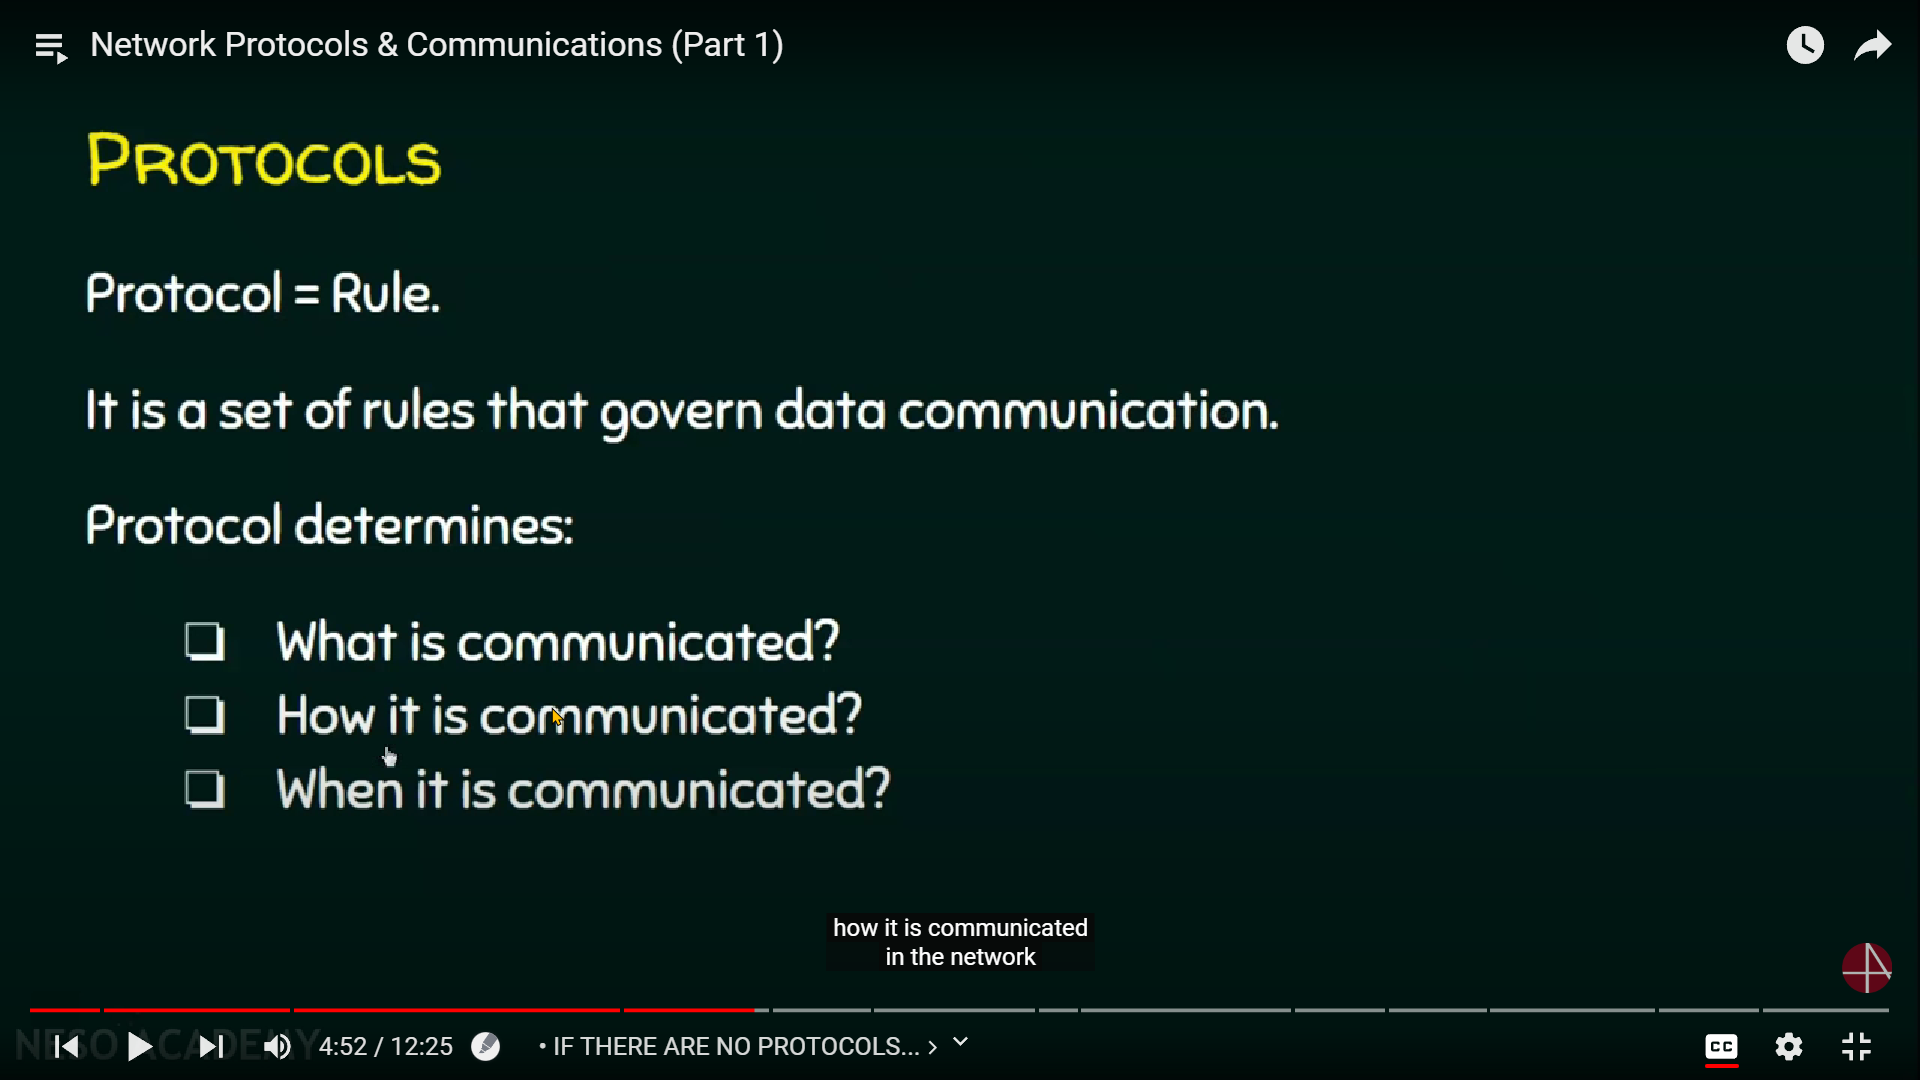 Network Protocols & Communications (Part 1)
PROTOCOLS
Protocol = Rule.
It is a set of rules that govern data communication.
Protocol determines:
❏ What is communicated?
❏ How it is communicated?
❏ When it is communicated?
how it is communicated
in the network
NESO ACADEMY
4:52 / 12:25 • IF THERE ARE NO PROTOCOLS... >
CC